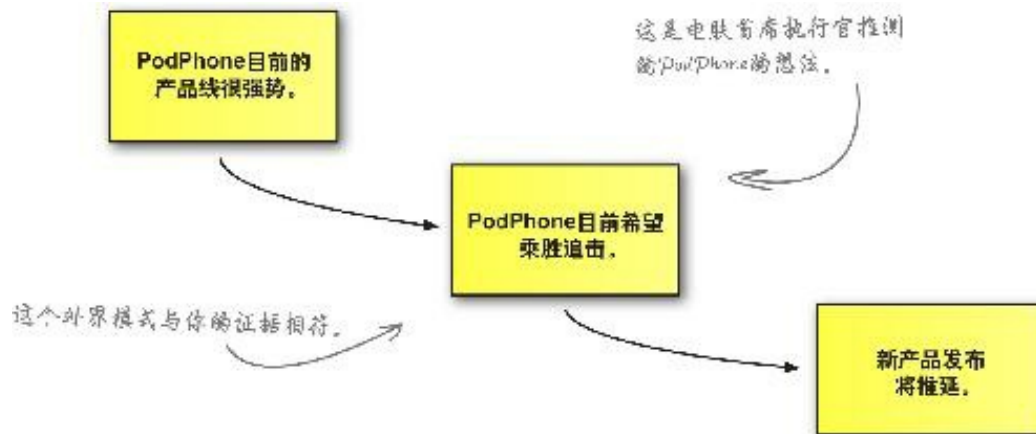 PodPhone目前的
产品线很强势。
这是电肤首席执行官推测
的PodPhone的想法。
PodPhone目前希望
乘胜追击。
这个外界模式与你的证据相符。
新产品发布
将推延。